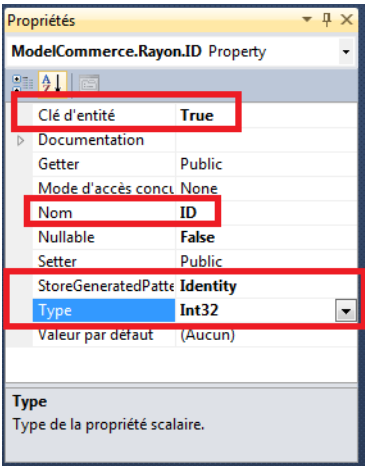 Propriétés
ModelCommerce.Rayon.ID Property
Clé d'entité True
Documentation
Getter Public
Mode d'accès concu None
Nom ID
Nullable False
Setter Public
StoreGeneratedPatte Identity
Type Int32
Valeur par défaut (Aucun)
Type
Type de la propriété scalaire.